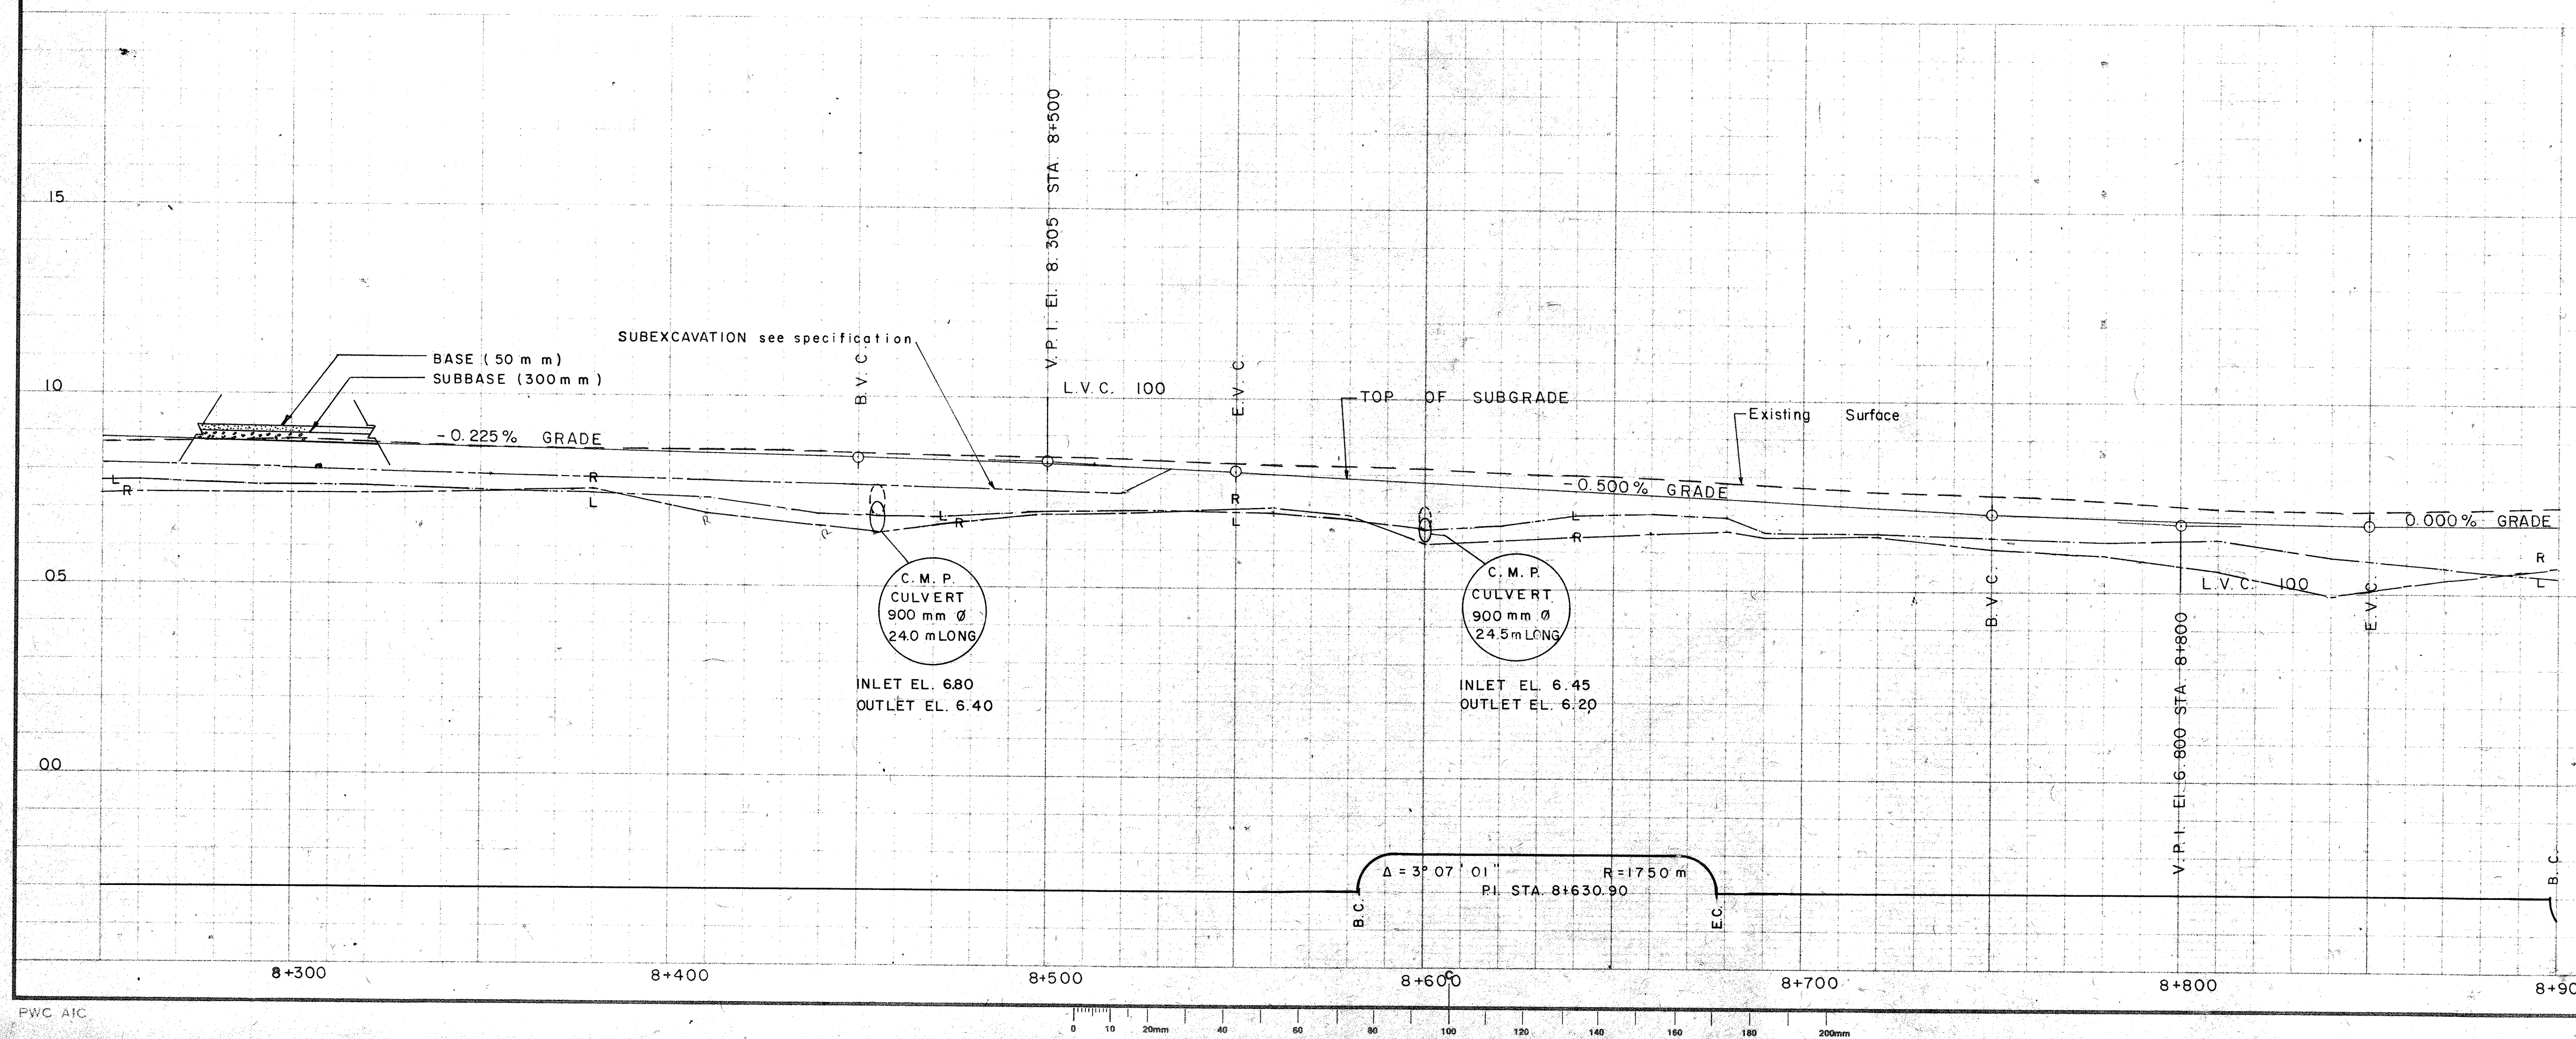 V.P.I. El. 8.305 STA. 8+500
15
SUBEXCAVATION see specification
BASE (50 mm)
SUBBASE (300 mm)
10
B.V.C.
L.V.C. 100
E.V.C
TOP OF SUBGRADE
Existing Surface
-0.225% GRADE
L
R
R
L
R
R
L
R
R
L
-0.500% GRADE
L
R
0.000% GRADE
R
L
05
C.M.P.
CULVERT
900 mm Ø
24.0 m LONG
INLET EL. 6.80
OUTLET EL. 6.40
C.M.P.
CULVERT
900 mm Ø
24.5 m LONG
INLET EL. 6.45
OUTLET EL. 6.20
B.V.C.
L.V.C. 100
E.V.C.
V.P.I. El. 6.800 STA. 8+800
00
Δ = 3° 07' 01"
R = 1750 m
P.I. STA. 8+630.90
B.C.
E.C.
B.C.
8+300
8+400
8+500
8+600
8+700
8+800
8+90
PWC AIC
0 10 20mm 40 60 80 100 120 140 160 180 200mm